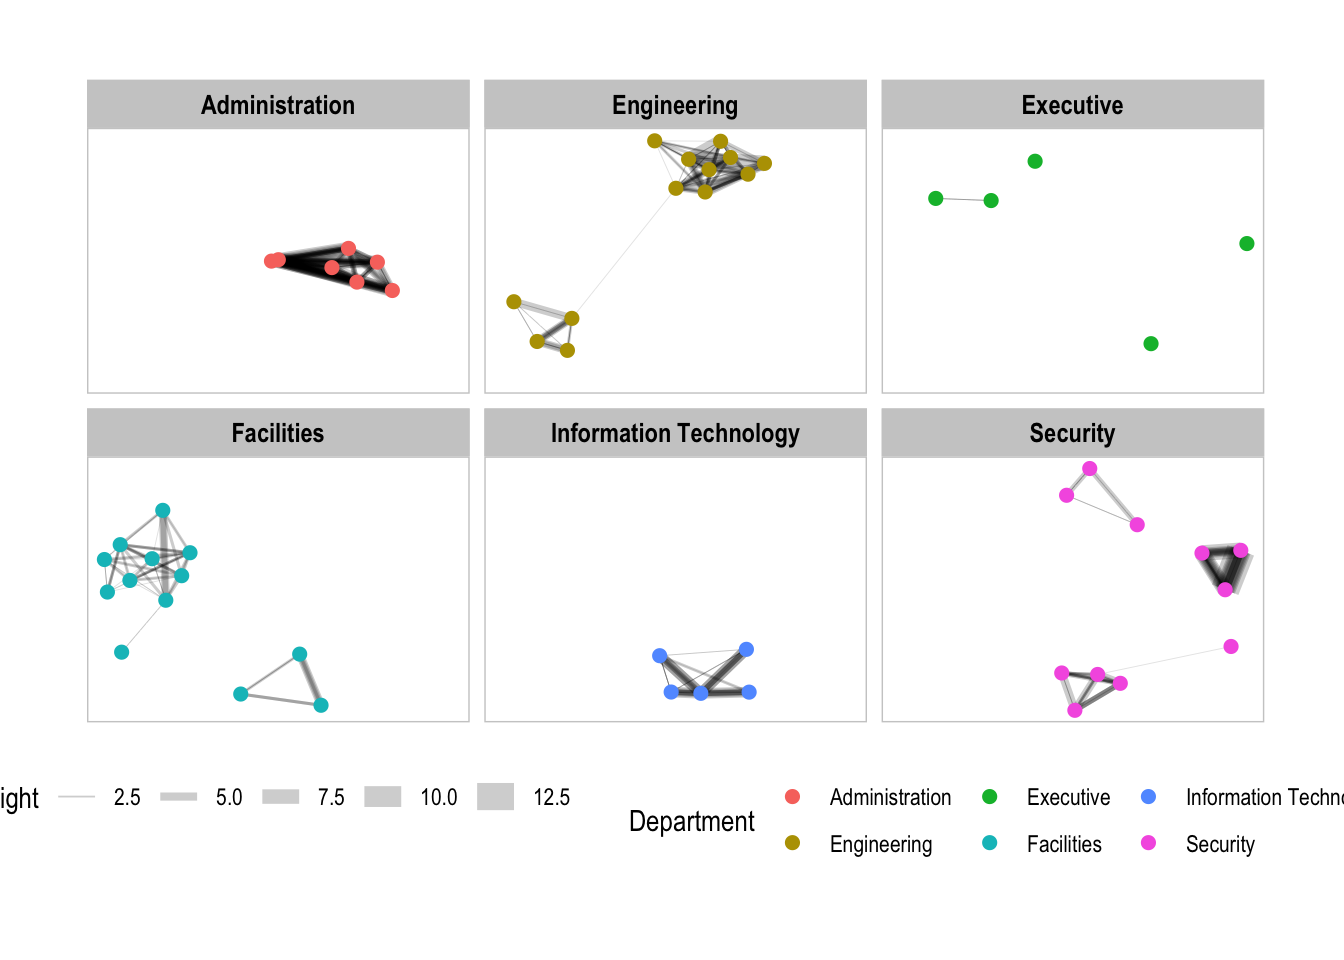 Administration
Engineering
Executive
Facilities
Information Technology
Security
2.5
5.0
7.5
10.0
12.5
Department
Administration
Executive
Information
Engineering
Facilities
Security